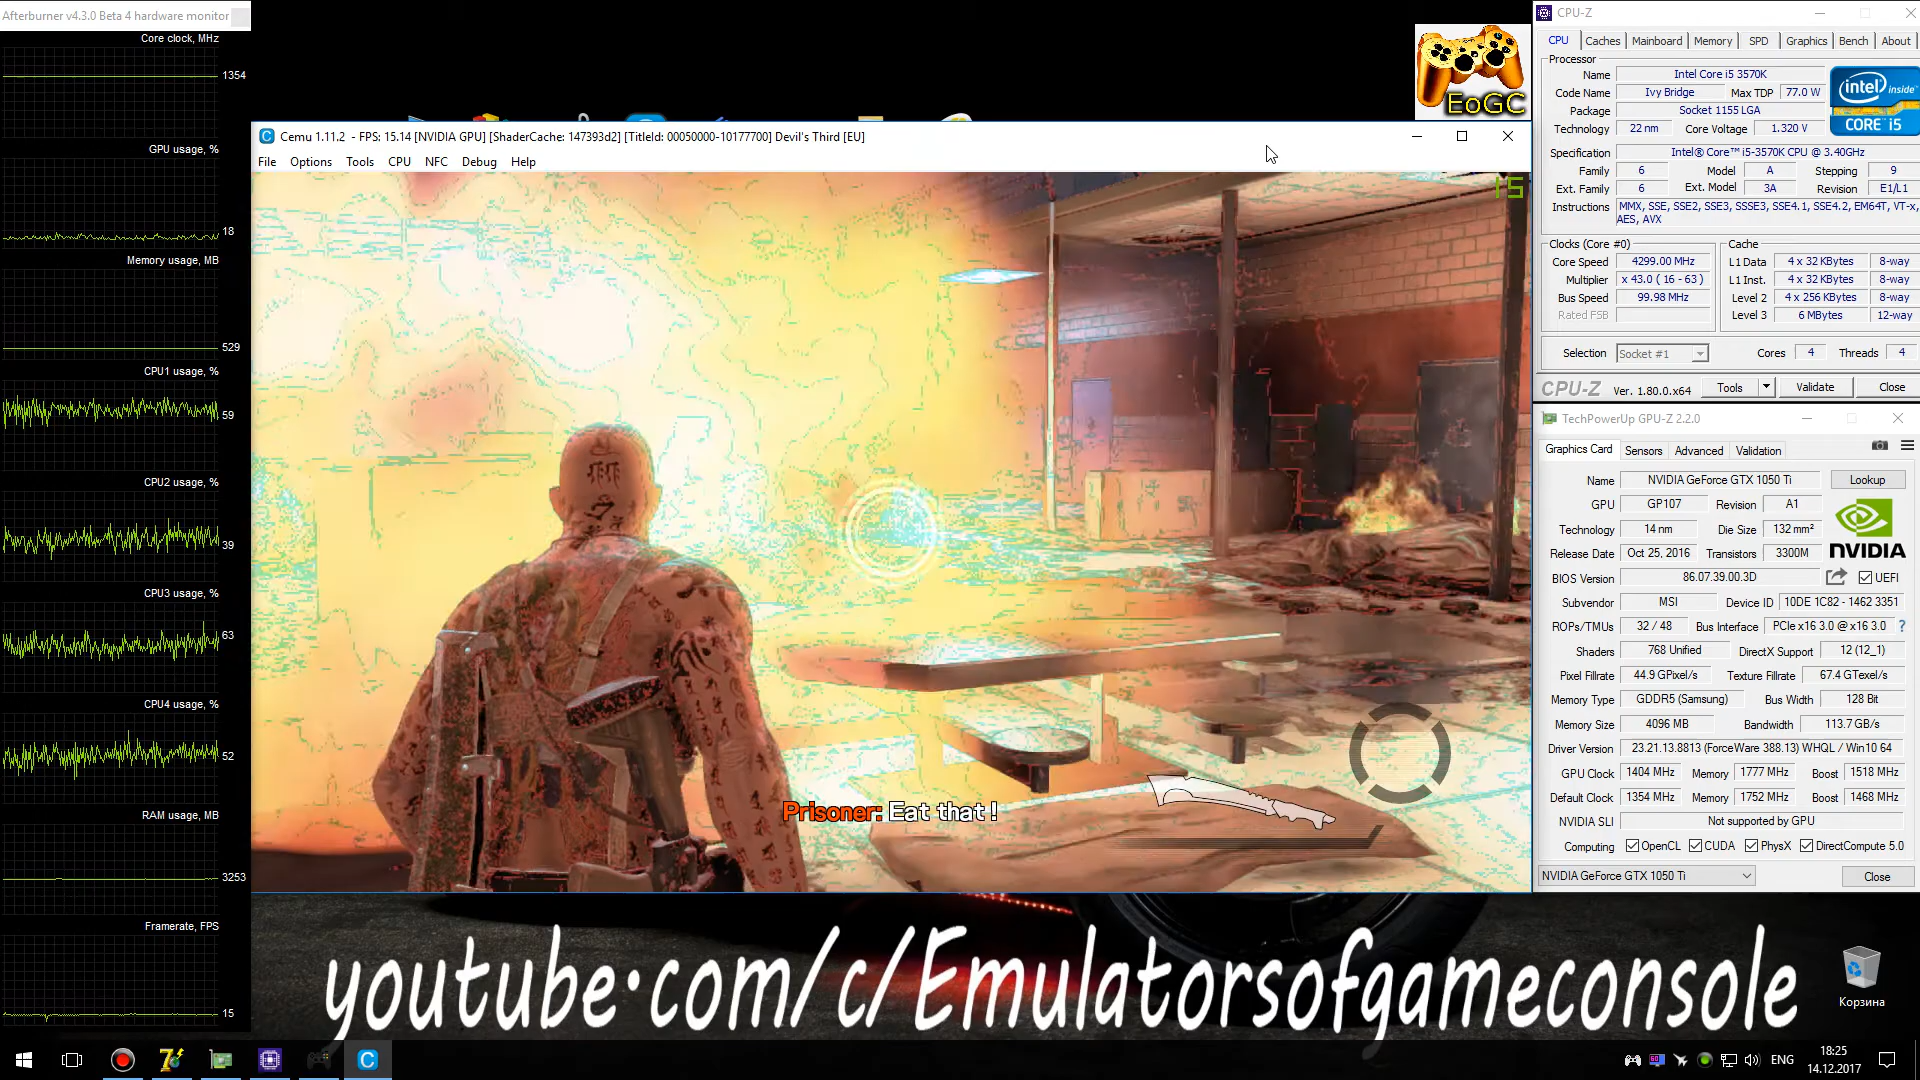 Afterburner v4.3.0 Beta 4 hardware monitor
Core clock, MHz
1354
GPU usage, %
18
Memory usage, MB
529
CPU1 usage, %
59
CPU2 usage, %
39
CPU3 usage, %
63
CPU4 usage, %
52
RAM usage, MB
3253
Framerate, FPS
15
EoGC
Cemu 1.11.2 - FPS: 15.14 [NVIDIA GPU] [ShaderCache: 147393d2] [TitleId: 00050000-10177700] Devil's Third [EU]
File Options Tools CPU NFC Debug Help
15
Prisoner: Eat that !
CPU-Z
CPU Caches Mainboard Memory SPD Graphics Bench About
Processor
Name Intel Core i5 3570K
Code Name Ivy Bridge Max TDP 77.0 W
Package Socket 1155 LGA
Technology 22 nm Core Voltage 1.320 V
intel inside
CORE i5
Specification Intel® Core™ i5-3570K CPU @ 3.40GHz
Family 6 Model A Stepping 9
Ext. Family 6 Ext. Model 3A Revision E1/L1
Instructions MMX, SSE, SSE2, SSE3, SSSE3, SSE4.1, SSE4.2, EM64T, VT-x,
AES, AVX
Clocks (Core #0)
Core Speed 4299.00 MHz
Multiplier x 43.0 ( 16 - 63 )
Bus Speed 99.98 MHz
Rated FSB
Cache
L1 Data 4 x 32 KBytes 8-way
L1 Inst. 4 x 32 KBytes 8-way
Level 2 4 x 256 KBytes 8-way
Level 3 6 MBytes 12-way
Selection Socket #1 Cores 4 Threads 4
CPU-Z Ver. 1.80.0.x64 Tools Validate Close
TechPowerUp GPU-Z 2.2.0
Graphics Card Sensors Advanced Validation
Name NVIDIA GeForce GTX 1050 Ti Lookup
GPU GP107 Revision A1
Technology 14 nm Die Size 132 mm²
Release Date Oct 25, 2016 Transistors 3300M
NVIDIA
BIOS Version 86.07.39.00.3D UEFI
Subvendor MSI Device ID 10DE 1C82 - 1462 3351
ROPs/TMUs 32 / 48 Bus Interface PCIe x16 3.0 @ x16 3.0 ?
Shaders 768 Unified DirectX Support 12 (12_1)
Pixel Fillrate 44.9 GPixel/s Texture Fillrate 67.4 GTexel/s
Memory Type GDDR5 (Samsung) Bus Width 128 Bit
Memory Size 4096 MB Bandwidth 113.7 GB/s
Driver Version 23.21.13.8813 (ForceWare 388.13) WHQL / Win10 64
GPU Clock 1404 MHz Memory 1777 MHz Boost 1518 MHz
Default Clock 1354 MHz Memory 1752 MHz Boost 1468 MHz
NVIDIA SLI Not supported by GPU
Computing OpenCL CUDA PhysX DirectCompute 5.0
NVIDIA GeForce GTX 1050 Ti Close
youtube.com/c/Emulatorsofgameconsole
Корзина
ENG
18:25
14.12.2017